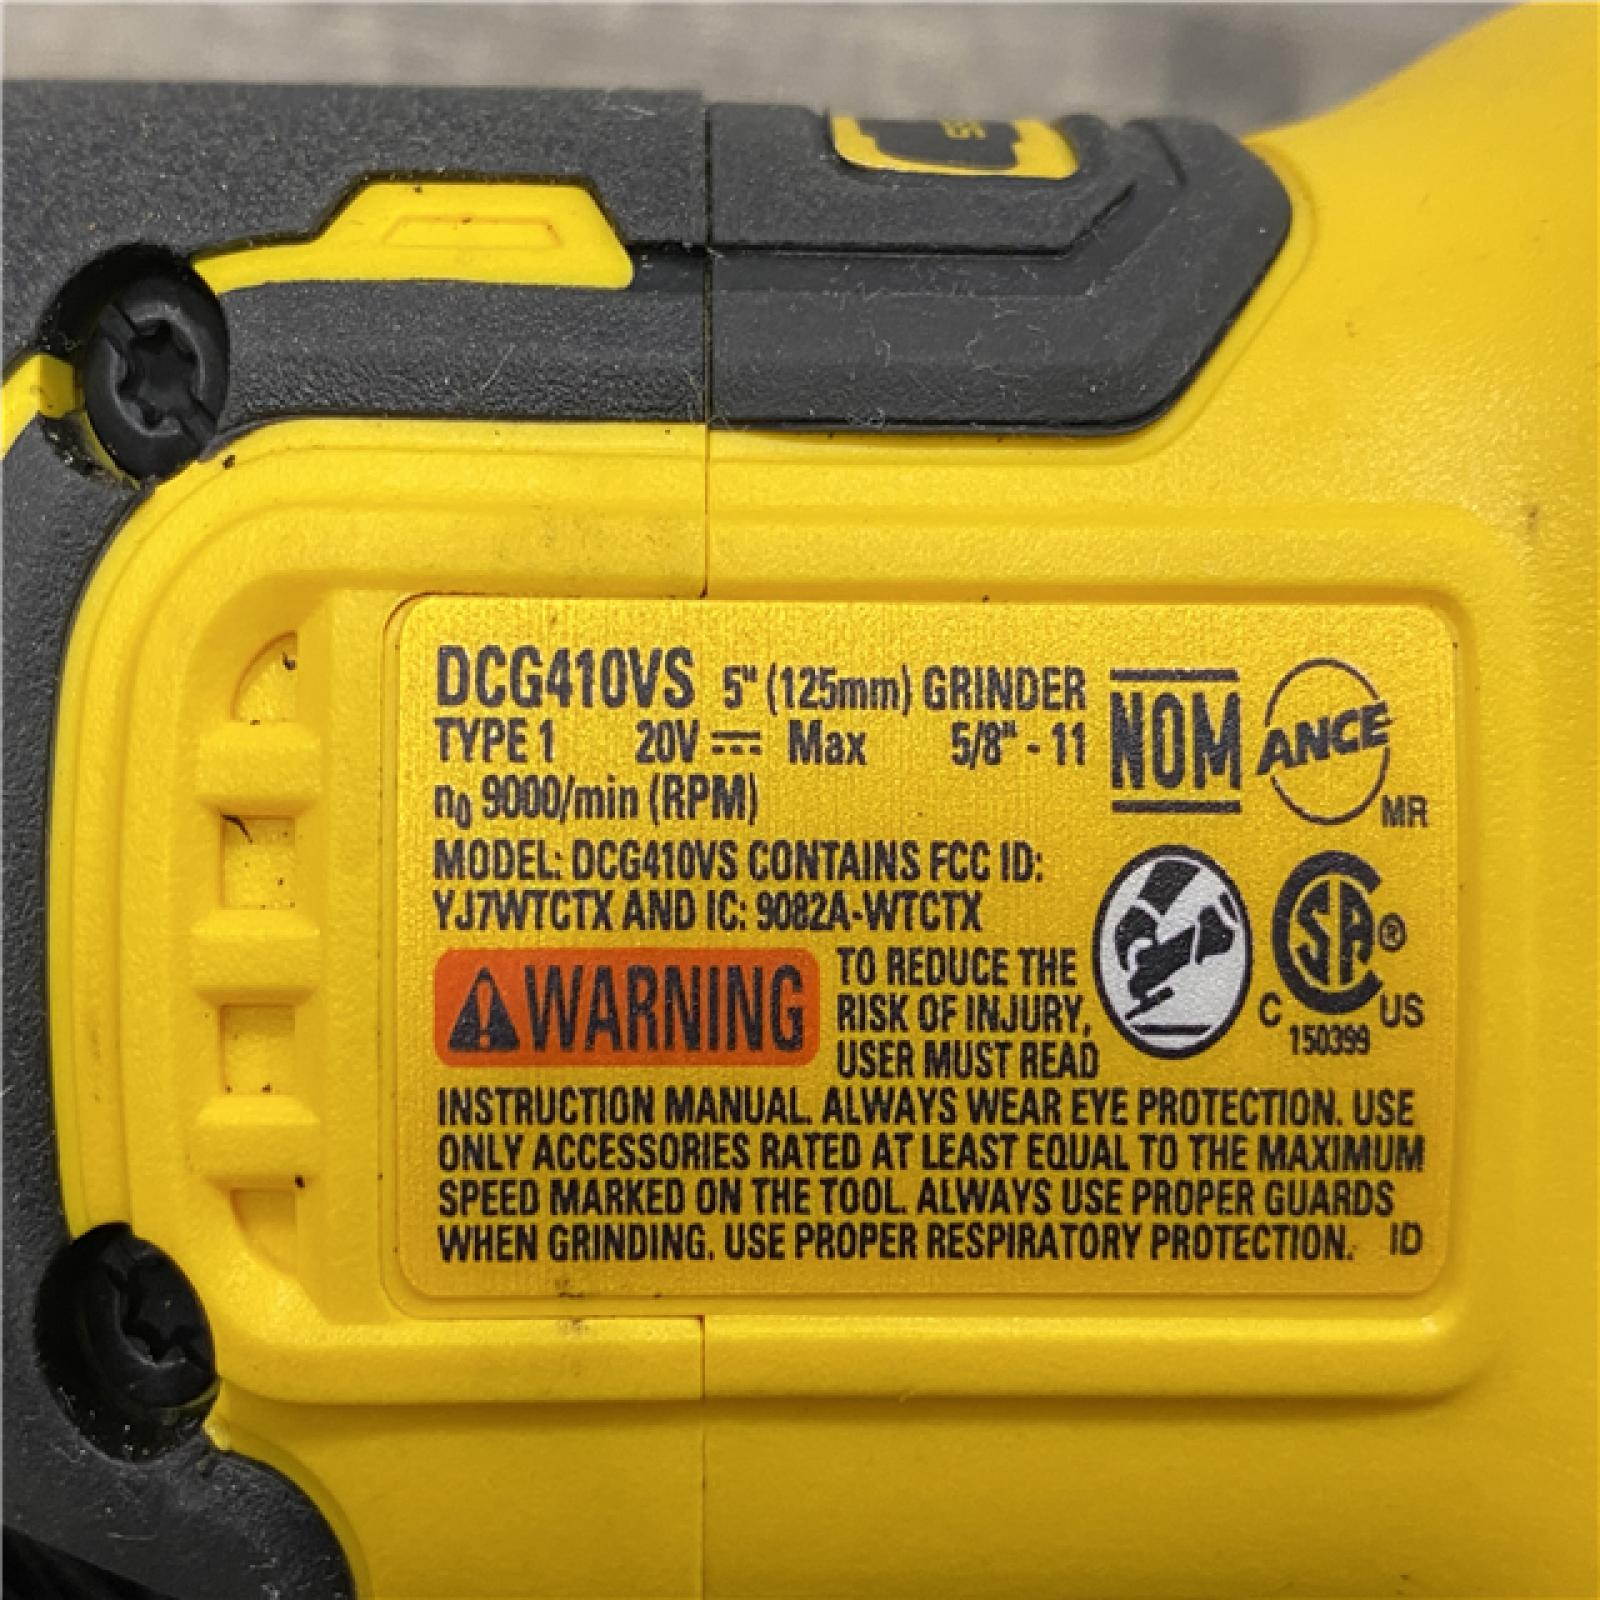 DCG410VS 5" (125mm) GRINDER
TYPE 1 20V ⎓ Max 5/8" - 11
n0 9000/min (RPM)
NOM
ANCE
MR
MODEL: DCG410VS CONTAINS FCC ID:
YJ7WTCTX AND IC: 9082A-WTCTX
WARNING
TO REDUCE THE
RISK OF INJURY,
USER MUST READ
INSTRUCTION MANUAL. ALWAYS WEAR EYE PROTECTION. USE
ONLY ACCESSORIES RATED AT LEAST EQUAL TO THE MAXIMUM
SPEED MARKED ON THE TOOL. ALWAYS USE PROPER GUARDS
WHEN GRINDING. USE PROPER RESPIRATORY PROTECTION. ID
SA®
C US
150399